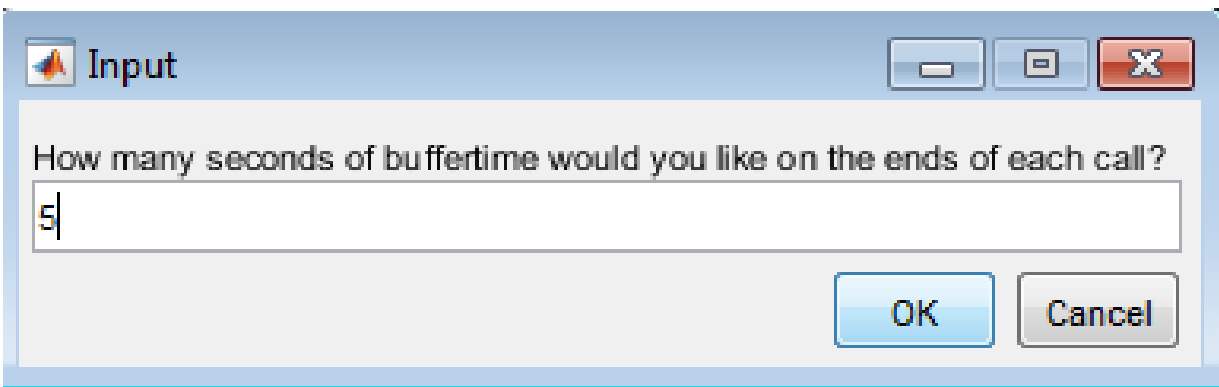 Input
How many seconds of buffertime would you like on the ends of each call?
5
OK Cancel